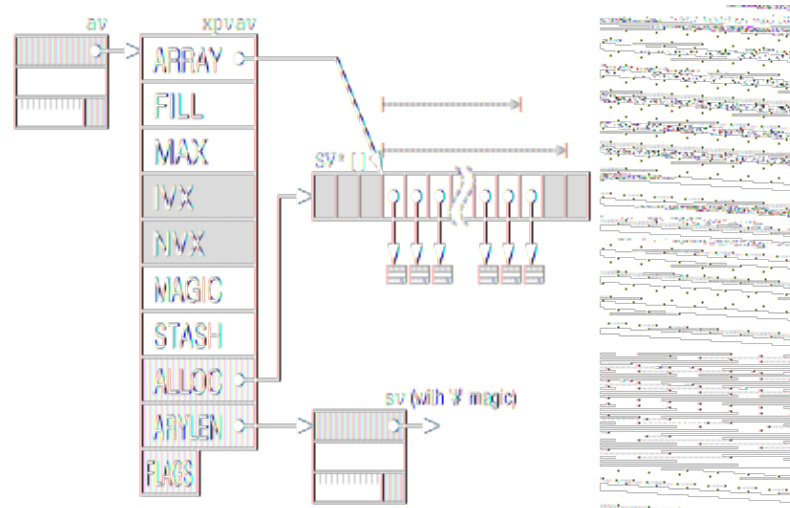 av
xpvav
ARRAY
FILL
MAX
IVX
NVX
MAGIC
STASH
ALLOC
ARYLEN
FLAGS
SV* []
sv (with '#' magic)